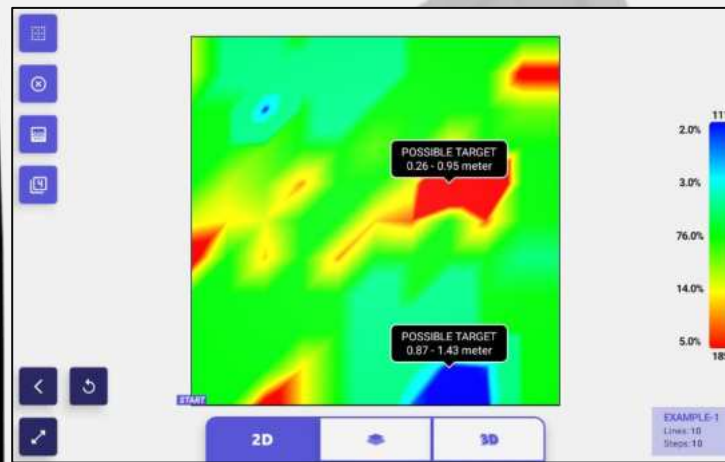 POSSIBLE TARGET
0.26 - 0.95 meter
2.0%
3.0%
76.0%
14.0%
5.0%
POSSIBLE TARGET
0.87 - 1.43 meter
START
2D
3D
EXAMPLE-1
Lines: 10
Steps: 10